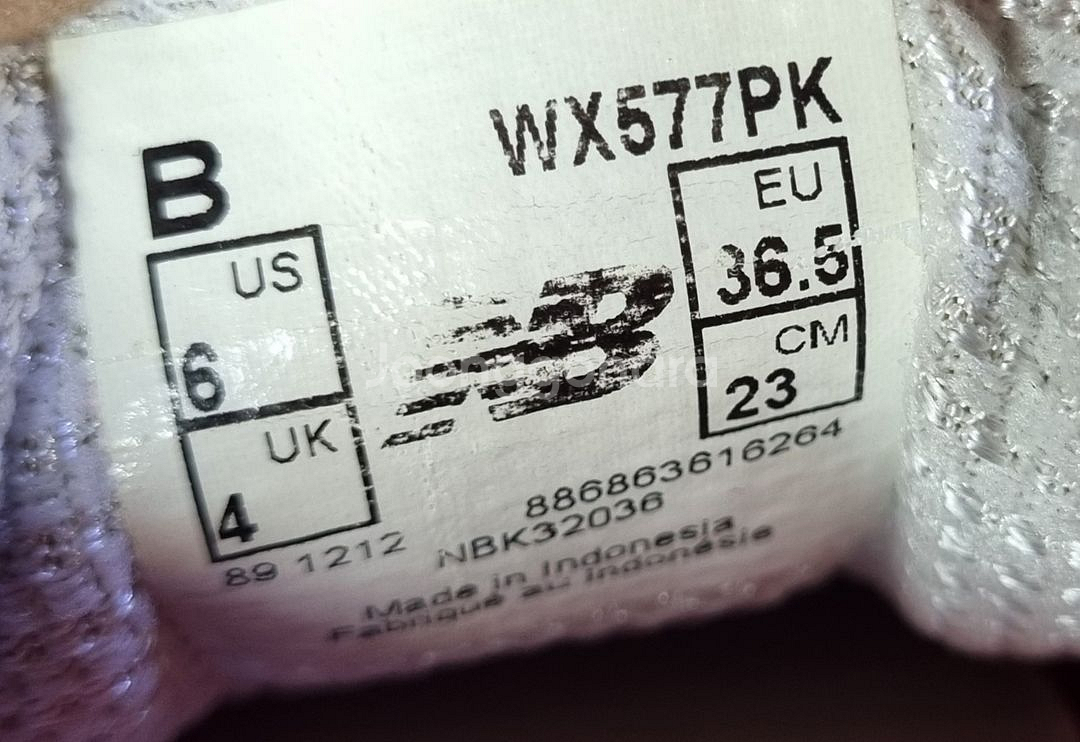 WX577PK
B
US
6
UK
4
EU
36.5
CM
23
886863616264
NBK32036
89 1212
Made in Indonesia
Fabriqué au Indonésie